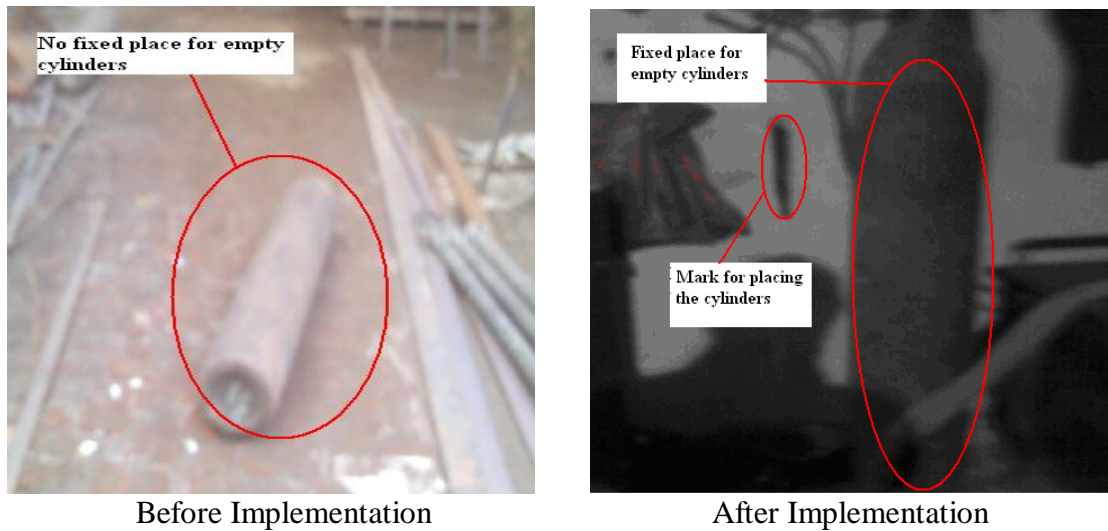 No fixed place for empty
cylinders
Fixed place for
empty cylinders
Mark for placing
the cylinders
Before Implementation
After Implementation